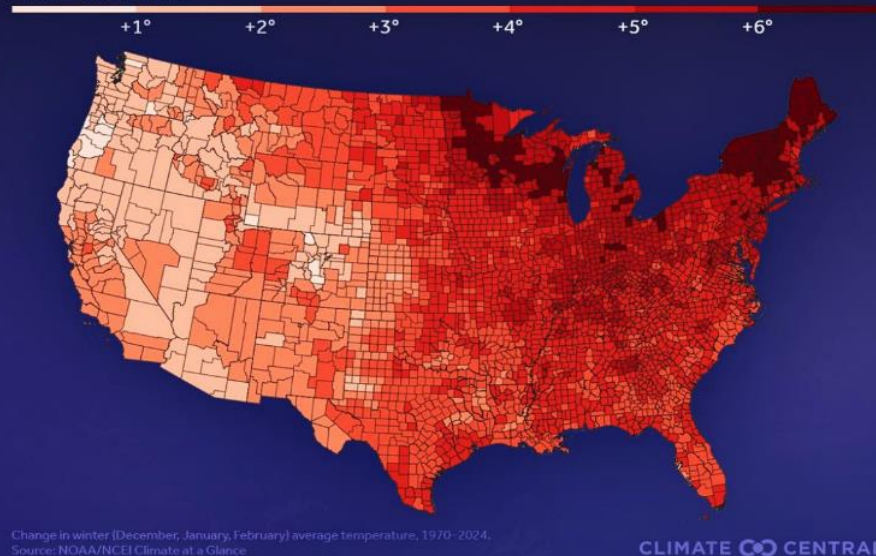 +1° +2° +3° +4° +5° +6°
Change in winter (December, January, February) average temperature, 1970-2024.
Source: NOAA/NCEI Climate at a Glance
CLIMATE CENTRAL